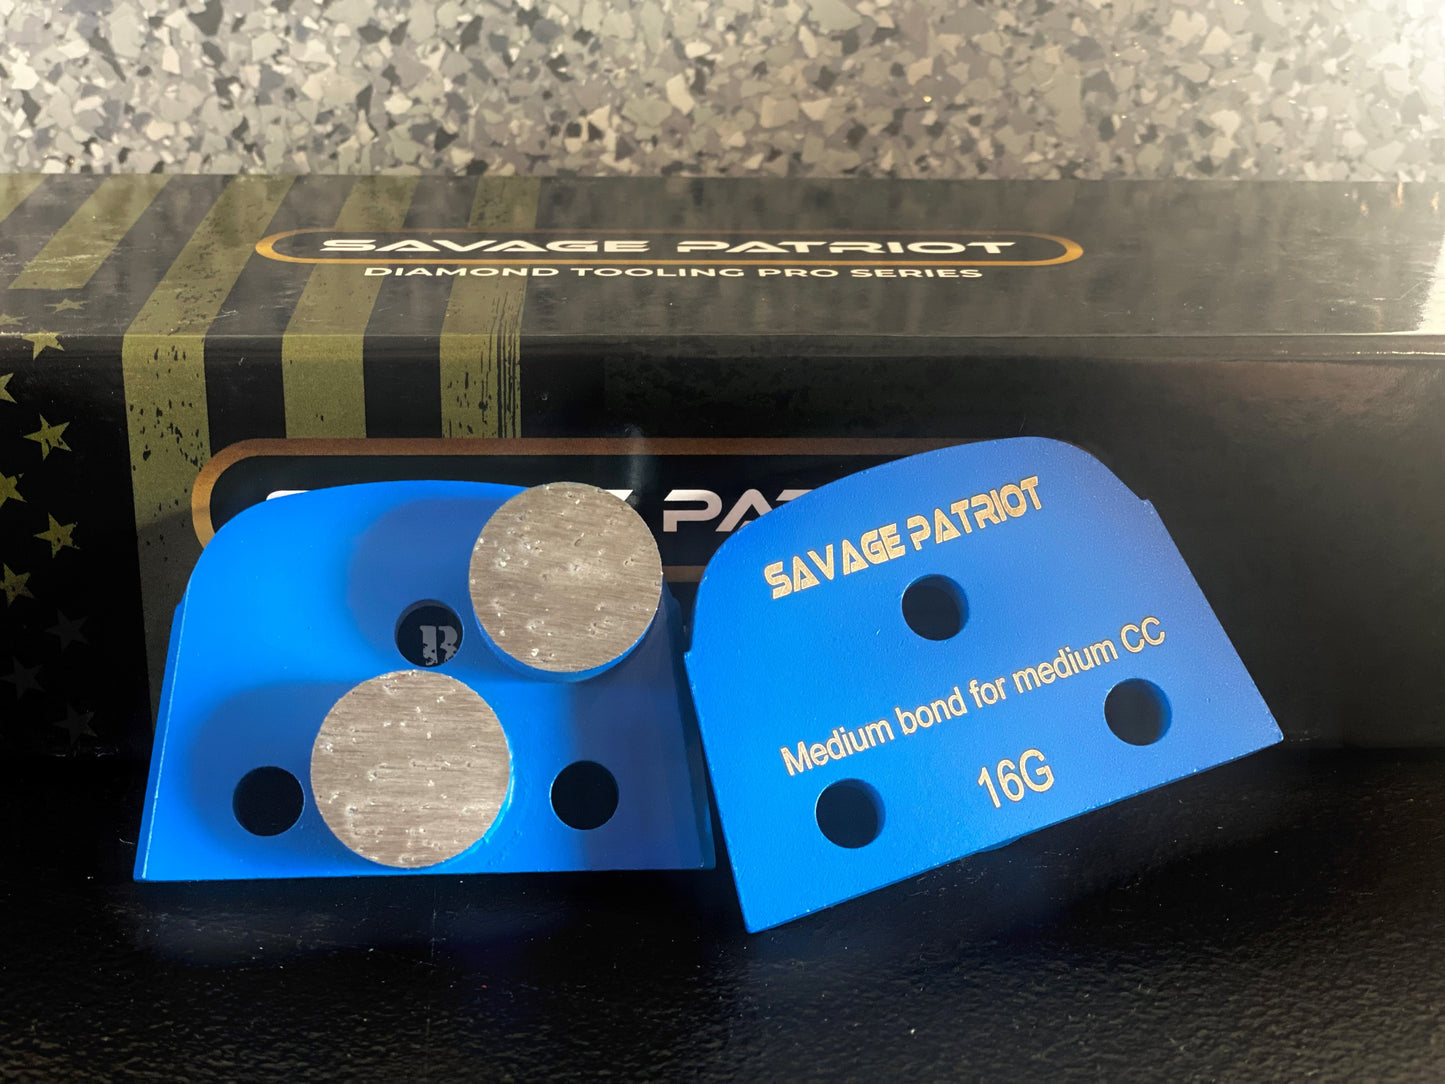 SAVAGE PATRIOT
DIAMOND TOOLING PRO SERIES
SAVAGE PATRIOT
Medium bond for medium CC
16G